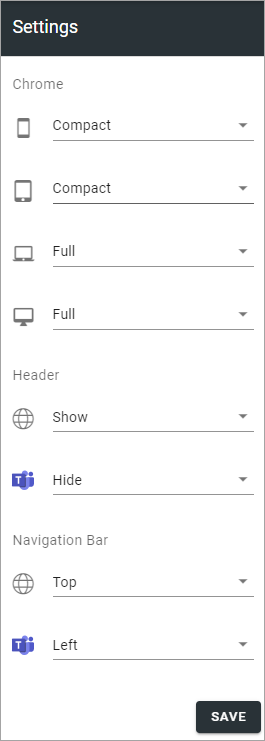 Settings
Chrome
Compact
Compact
Full
Full
Header
Show
Hide
Navigation Bar
Top
Left
SAVE